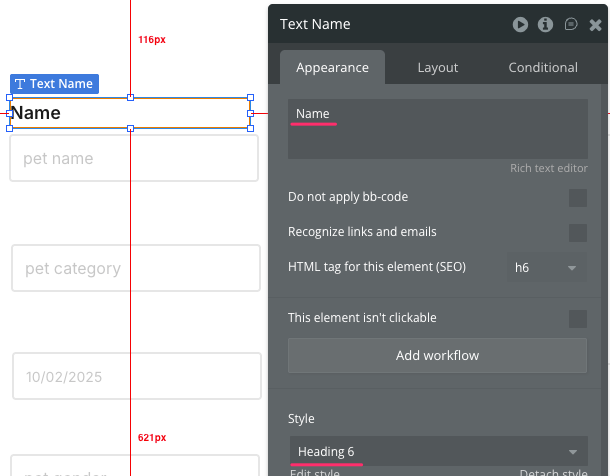 116px
Text Name
Name
pet name
pet category
10/02/2025
621px
pet gender
Text Name
Appearance
Layout
Conditional
Name
Rich text editor
Do not apply bb-code
Recognize links and emails
HTML tag for this element (SEO)
h6
This element isn't clickable
Add workflow
Style
Heading 6
Edit style
Detach style